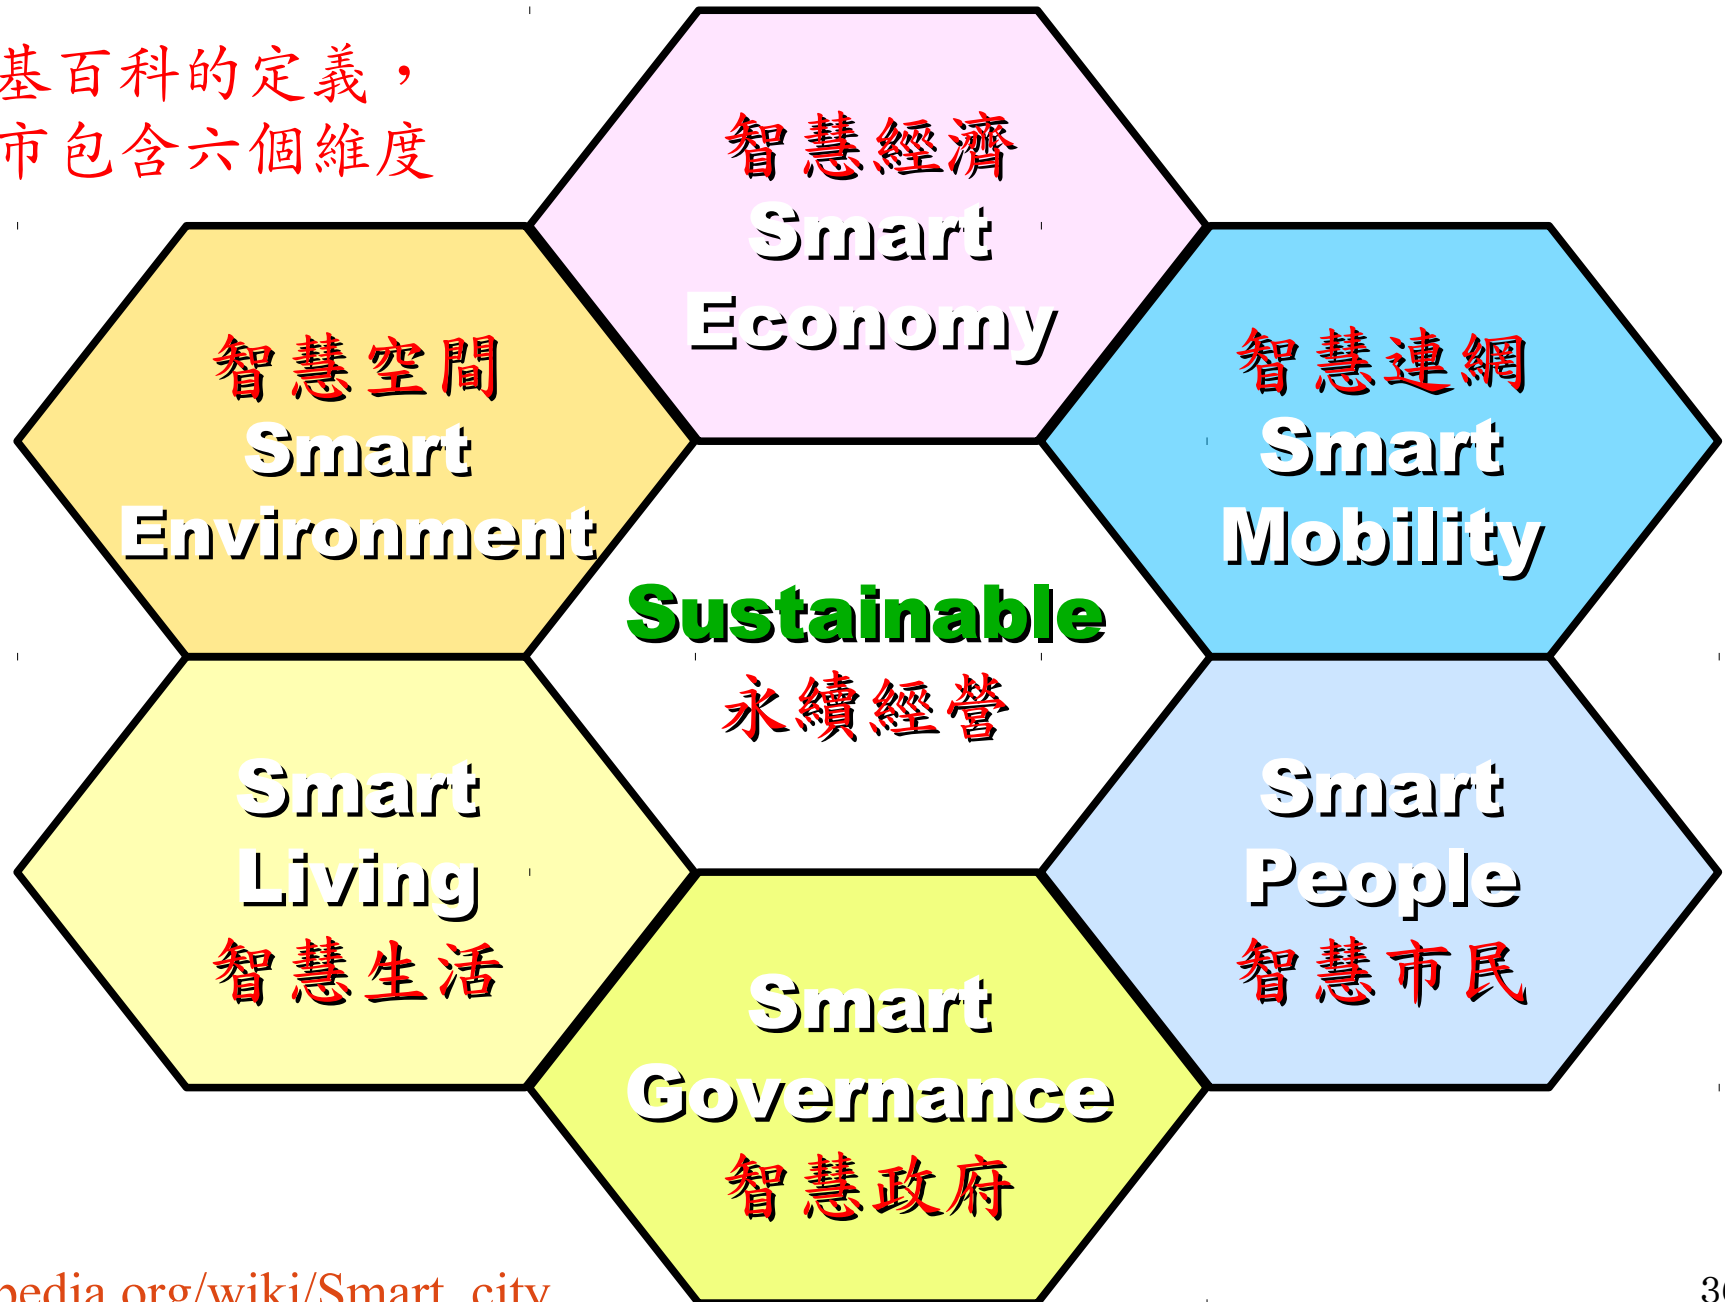 基百科的定義，
市包含六個維度
智慧經濟
Smart
Economy
智慧空間
Smart
Environment
智慧連網
Smart
Mobility
Sustainable
永續經營
Smart
Living
智慧生活
Smart
People
智慧市民
Smart
Governance
智慧政府
pedia.org/wiki/Smart_city